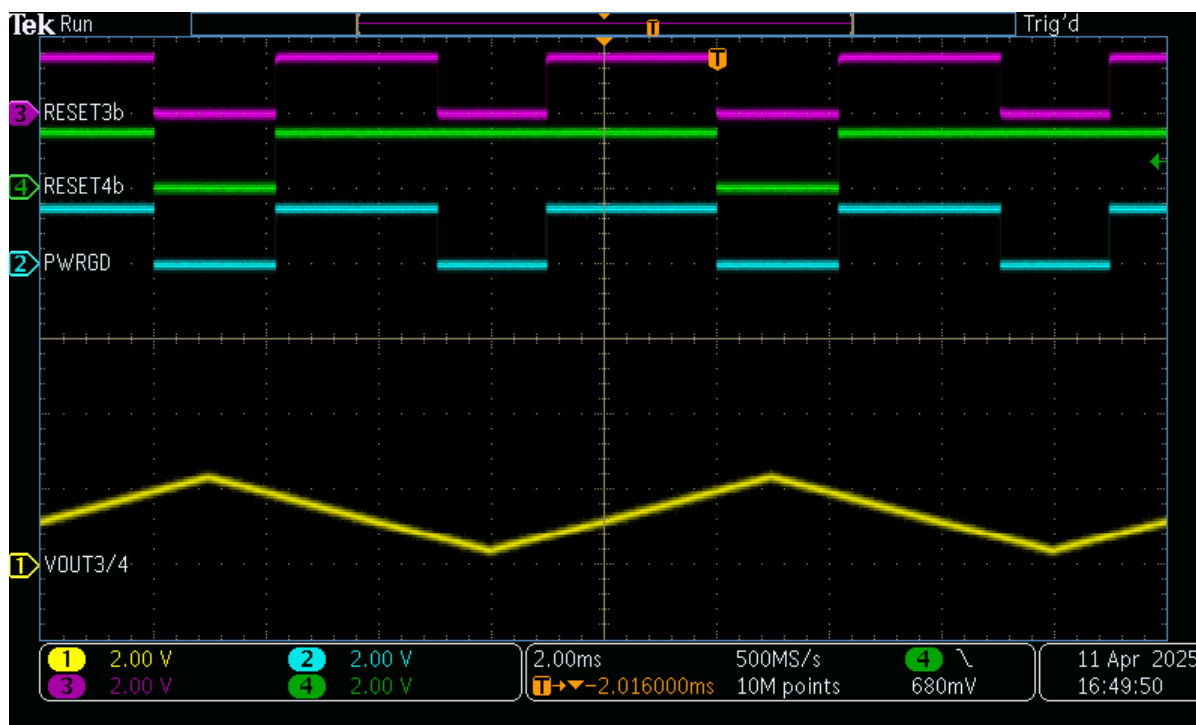 Tek Run Trig'd
T
T
3 RESET3b
4 RESET4b
2 PWRGD
1 VOUT3/4
1 2.00 V 2 2.00 V 2.00ms 500MS/s 4 11 Apr 2025
3 2.00 V 4 2.00 V T→▼−2.016000ms 10M points 680mV 16:49:50